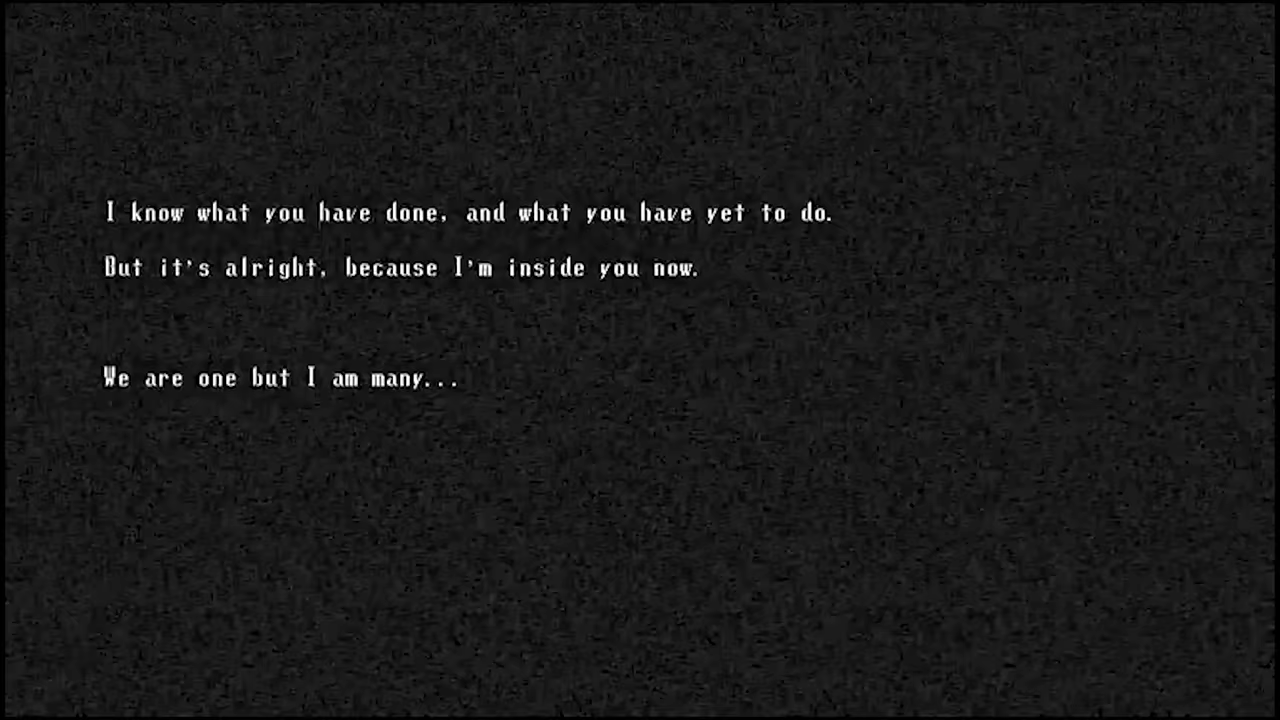 I know what you have done, and what you have yet to do.
But it's alright, because I'm inside you now.
We are one but I am many...